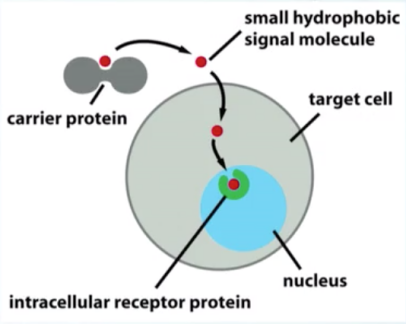 small hydrophobic
signal molecule
target cell
carrier protein
nucleus
intracellular receptor protein